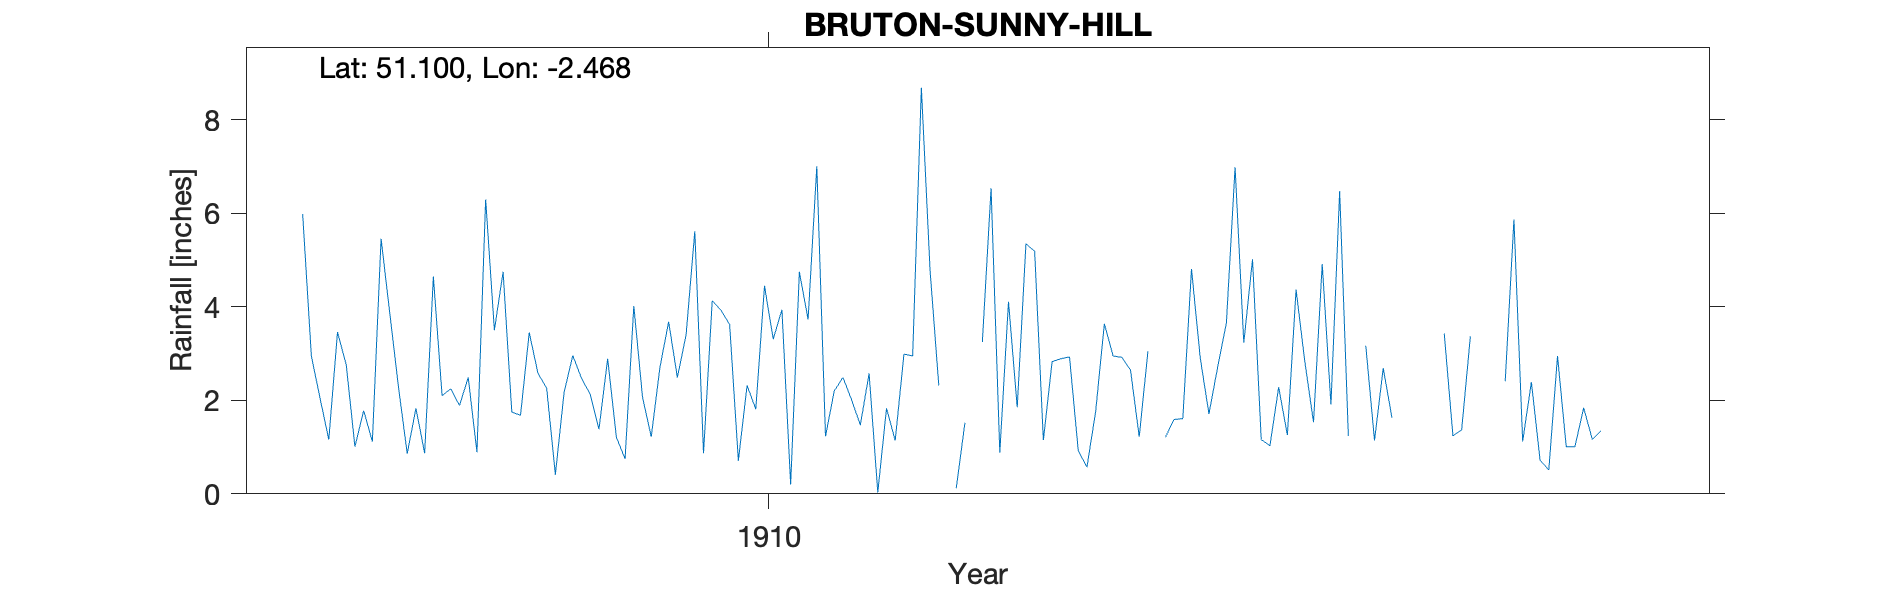 BRUTON-SUNNY-HILL
Lat: 51.100, Lon: -2.468
8
6
4
2
0
Rainfall [inches]
1910
Year